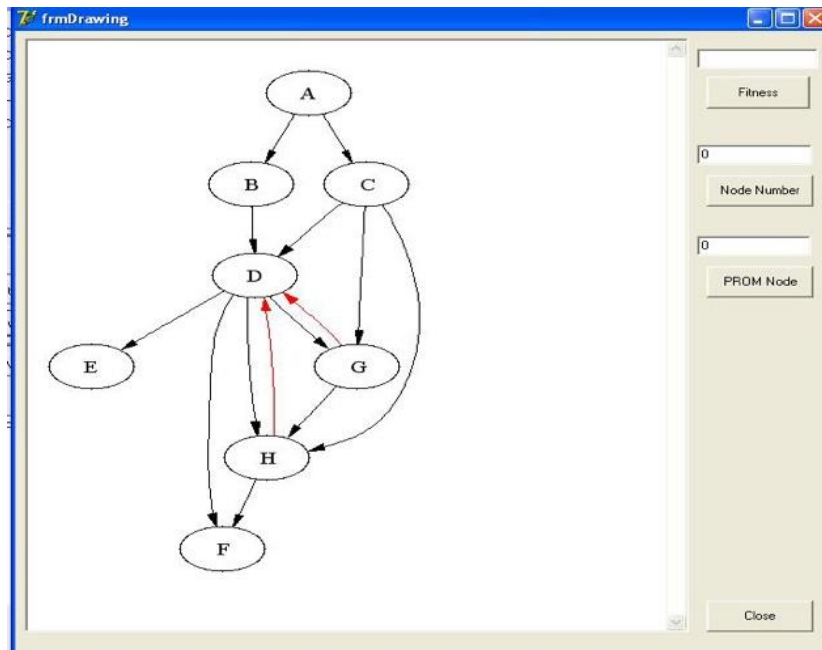 frmDrawing
A
Fitness
B
C
0
Node Number
D
0
PROM Node
E
G
H
F
Close